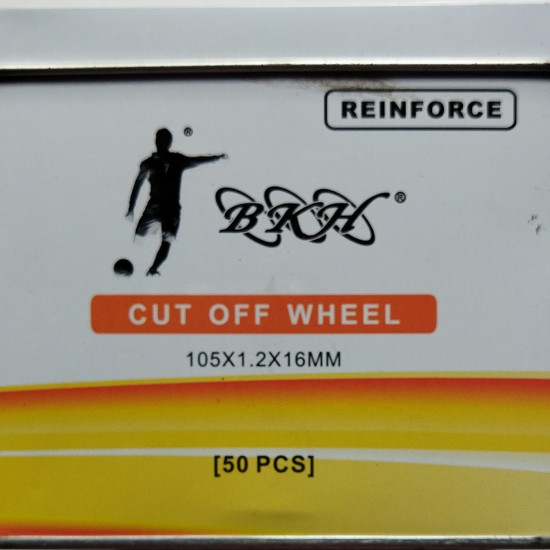 REINFORCE
®
BKH®
CUT OFF WHEEL
105X1.2X16MM
[50 PCS]